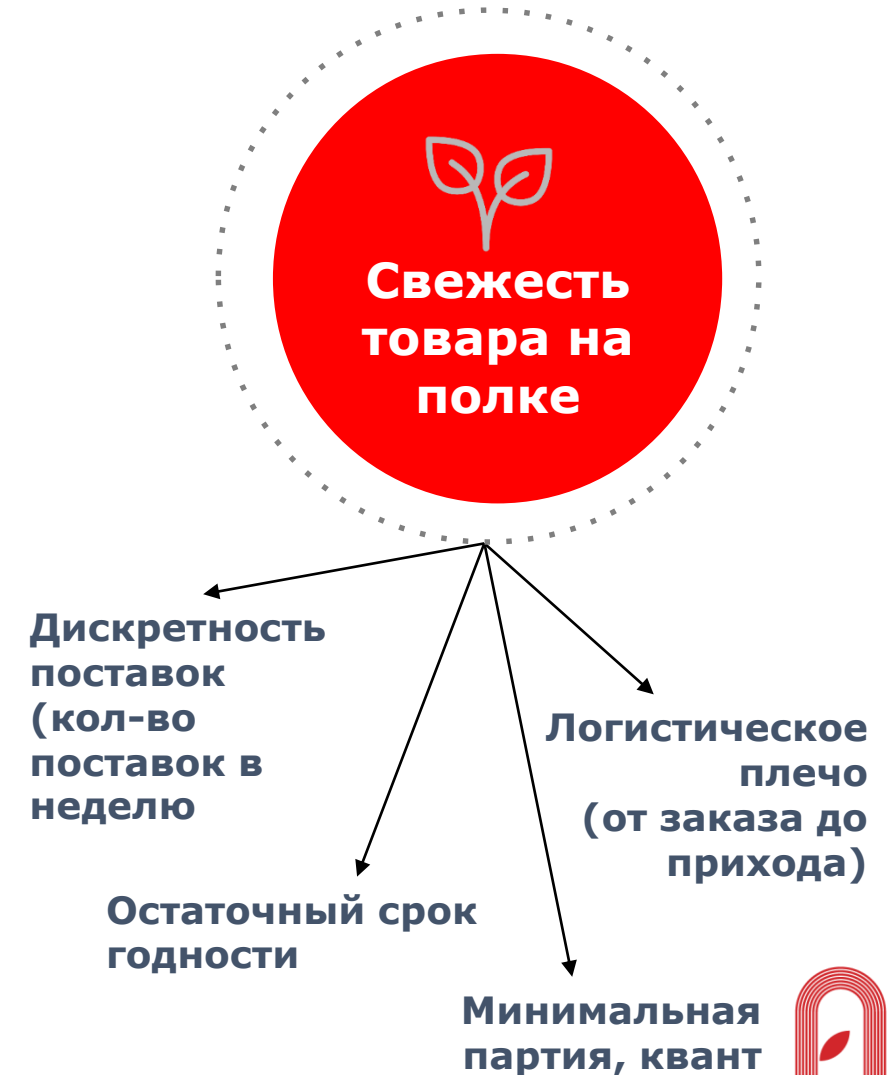 Свежесть
товара на
полке
Дискретность
поставок
(кол-во
поставок в
неделю
Логистическое
плечо
(от заказа до
прихода)
Остаточный срок
годности
Минимальная
партия, квант